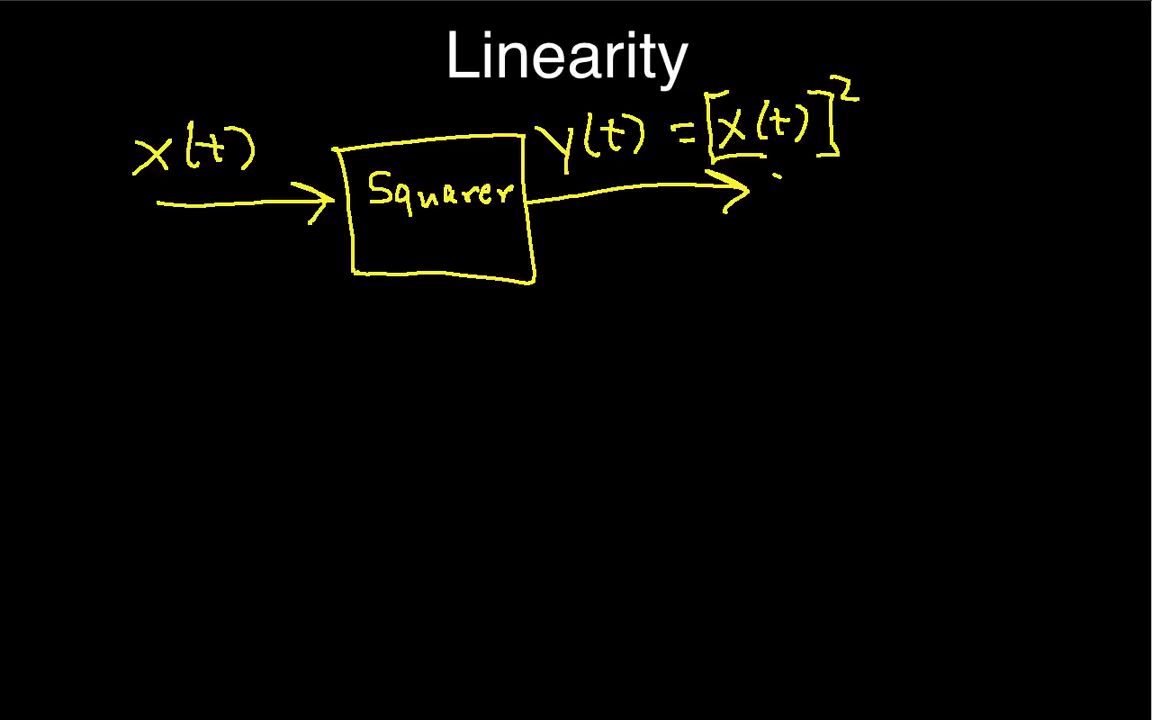 Linearity
x(t)
Squarer
y(t) = [x(t)]²